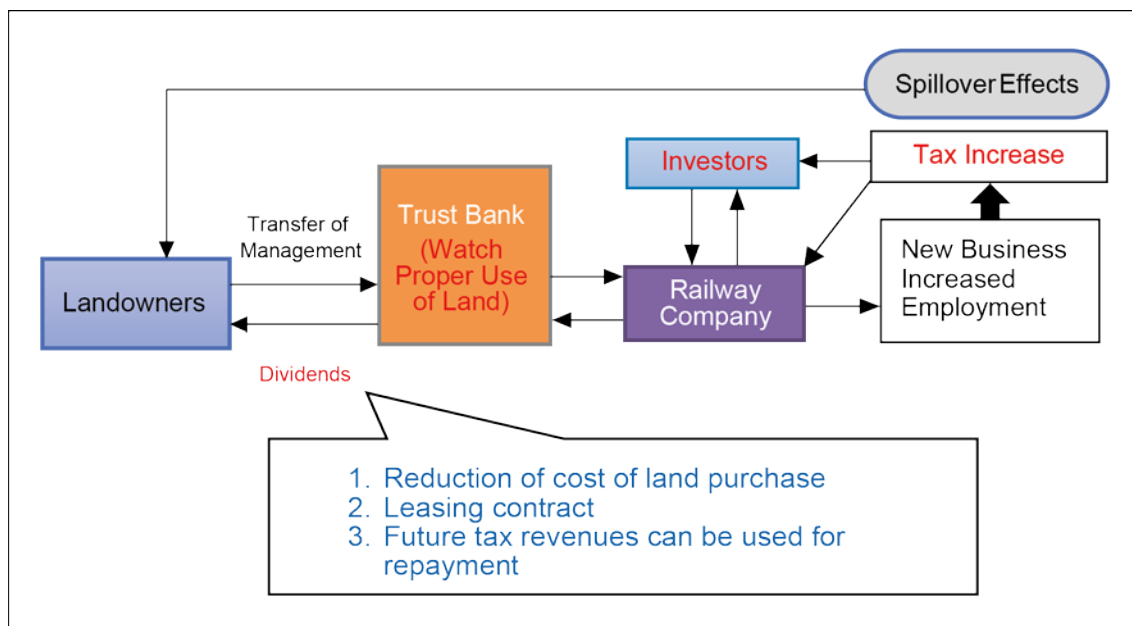 Spillover Effects
Investors
Tax Increase
Transfer of
Management
Trust Bank
(Watch
Proper Use
of Land)
Landowners
Railway
Company
New Business
Increased
Employment
Dividends
1. Reduction of cost of land purchase
2. Leasing contract
3. Future tax revenues can be used for
repayment